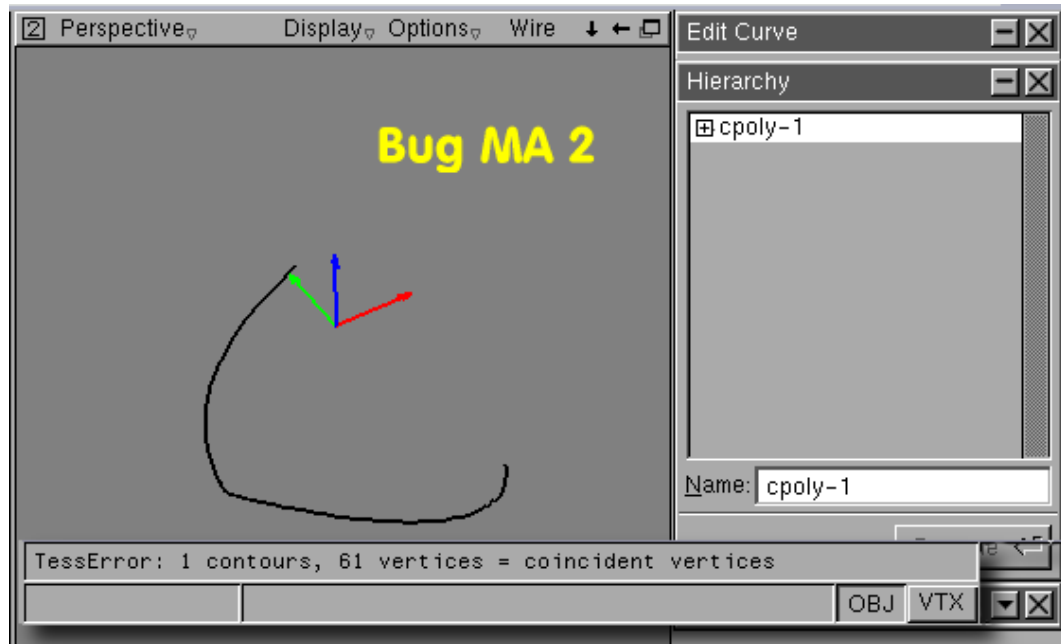 2 Perspective Display Options Wire
Edit Curve
Hierarchy
cpoly-1
Bug MA 2
Name: cpoly-1
TessError: 1 contours, 61 vertices = coincident vertices
OBJ VTX